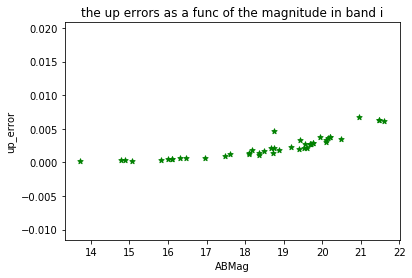 the up errors as a func of the magnitude in band i
0.020
0.015
0.010
0.005
0.000
−0.005
−0.010
up_error
14 15 16 17 18 19 20 21 22
ABMag